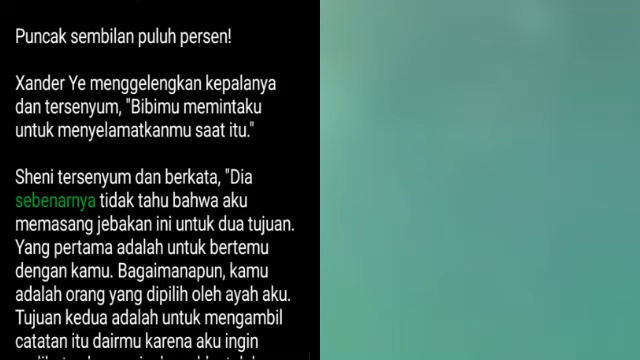 Puncak sembilan puluh persen!
Xander Ye menggelengkan kepalanya
dan tersenyum, "Bibimu memintaku
untuk menyelamatkanmu saat itu."
Sheni tersenyum dan berkata, "Dia
sebenarnya tidak tahu bahwa aku
memasang jebakan ini untuk dua tujuan.
Yang pertama adalah untuk bertemu
dengan kamu. Bagaimanapun, kamu
adalah orang yang dipilih oleh ayah aku.
Tujuan kedua adalah untuk mengambil
catatan itu dairmu karena aku ingin